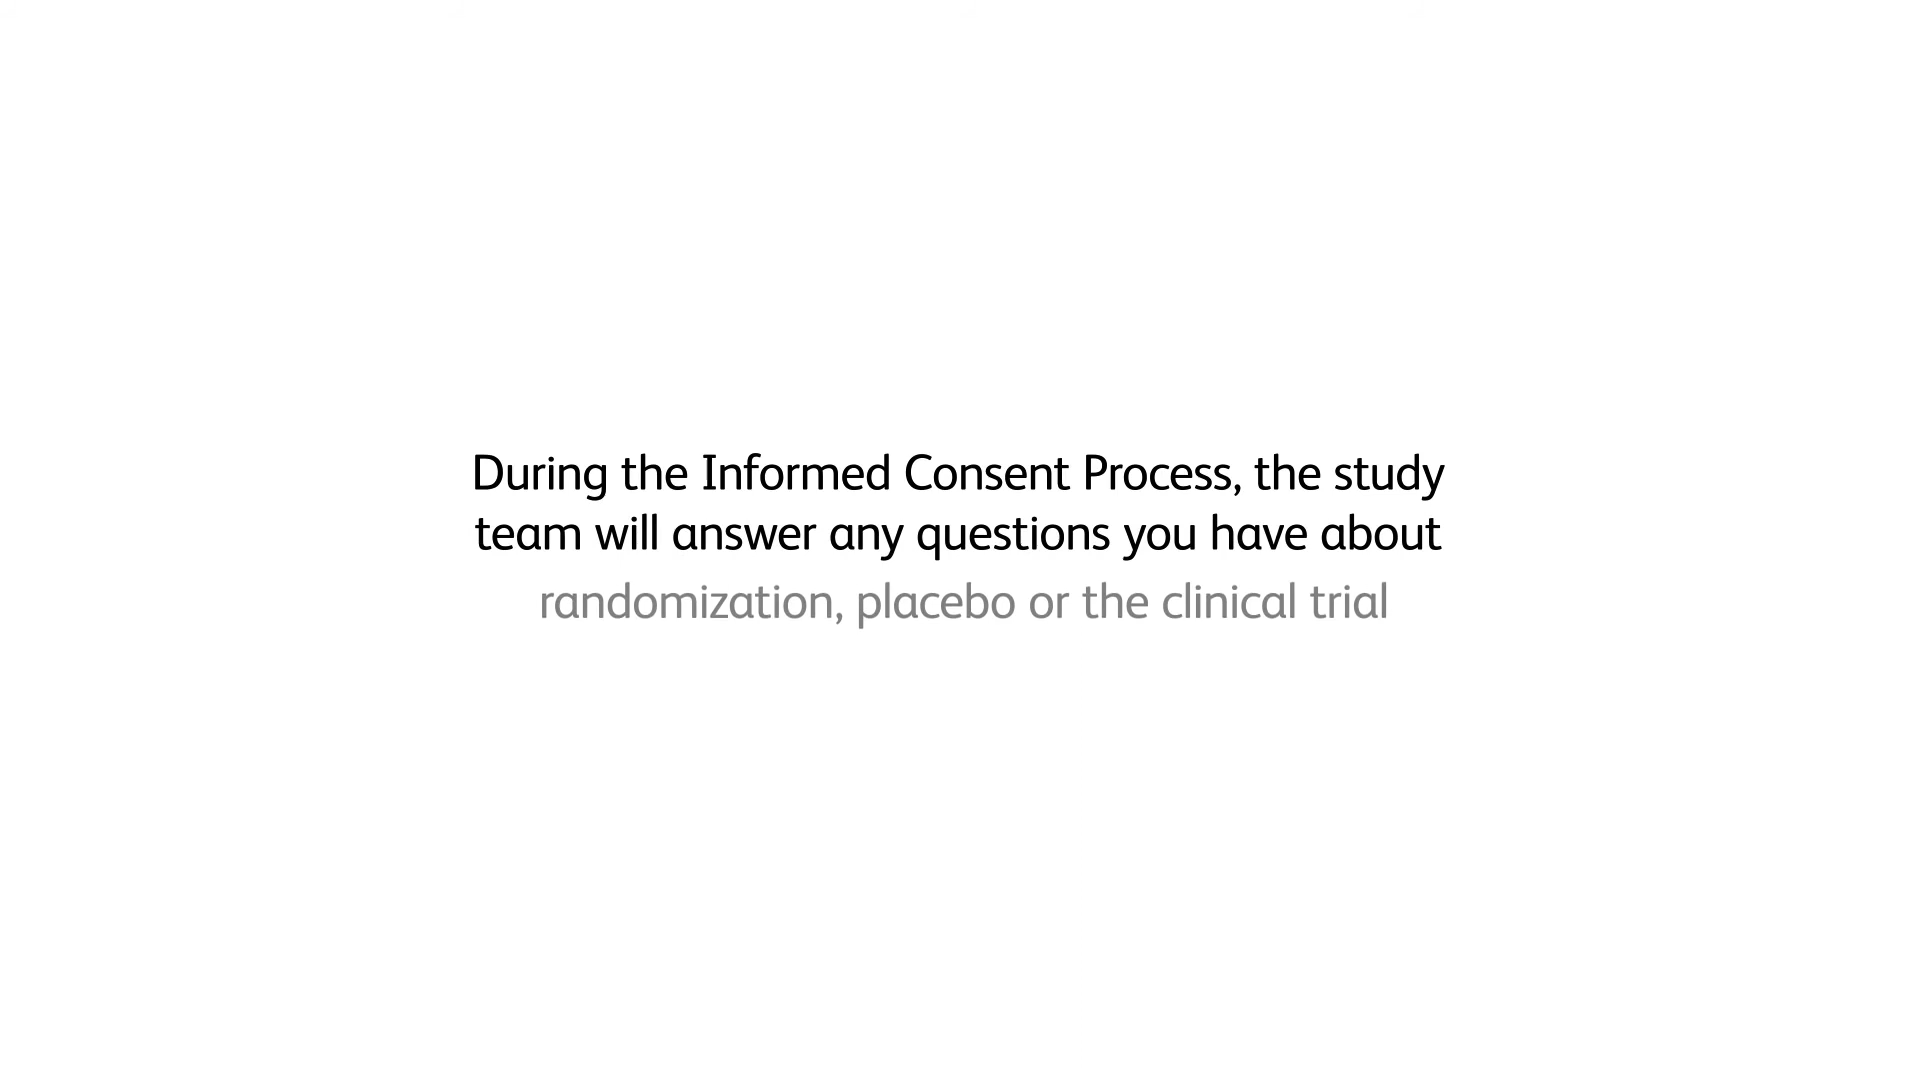 During the Informed Consent Process, the study
team will answer any questions you have about
randomization, placebo or the clinical trial